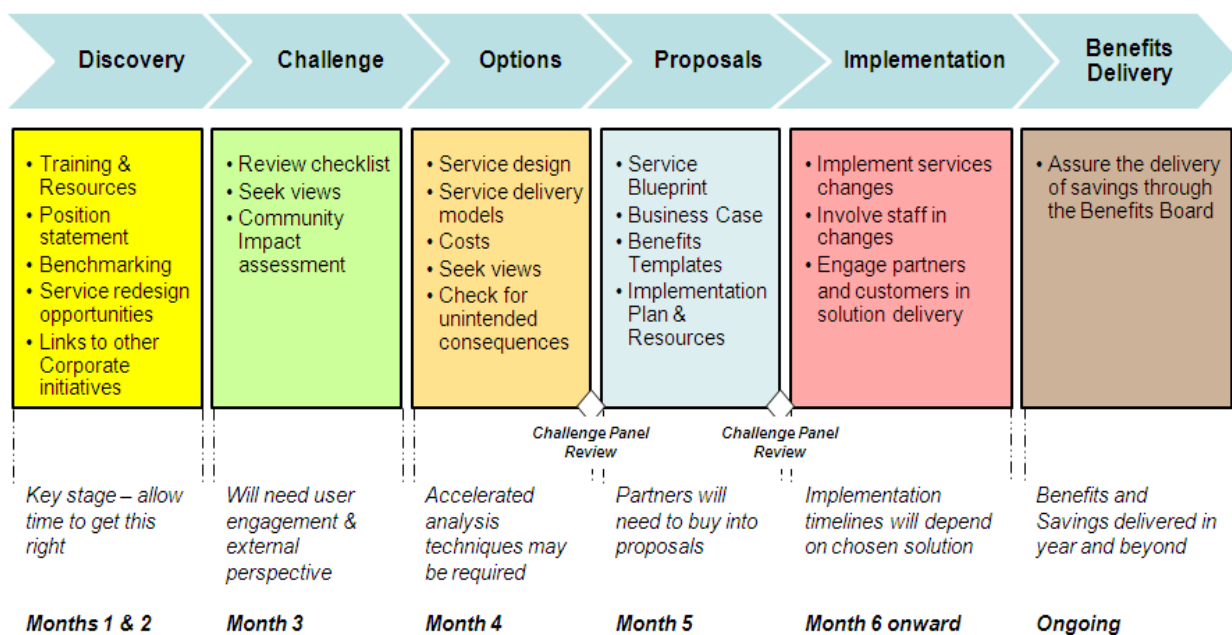 Discovery
Challenge
Options
Proposals
Implementation
Benefits
Delivery
• Training &
Resources
• Position
statement
• Benchmarking
• Service redesign
opportunities
• Links to other
Corporate
initiatives
• Review checklist
• Seek views
• Community
Impact
assessment
• Service design
• Service delivery
models
• Costs
• Seek views
• Check for
unintended
consequences
• Service
Blueprint
• Business Case
• Benefits
Templates
• Implementation
Plan &
Resources
• Implement services
changes
• Involve staff in
changes
• Engage partners
and customers in
solution delivery
• Assure the delivery
of savings through
the Benefits Board
Challenge Panel
Review
Challenge Panel
Review
Key stage – allow
time to get this
right
Will need user
engagement &
external
perspective
Accelerated
analysis
techniques may
be required
Partners will
need to buy into
proposals
Implementation
timelines will depend
on chosen solution
Benefits and
Savings delivered in
year and beyond
Months 1 & 2
Month 3
Month 4
Month 5
Month 6 onward
Ongoing